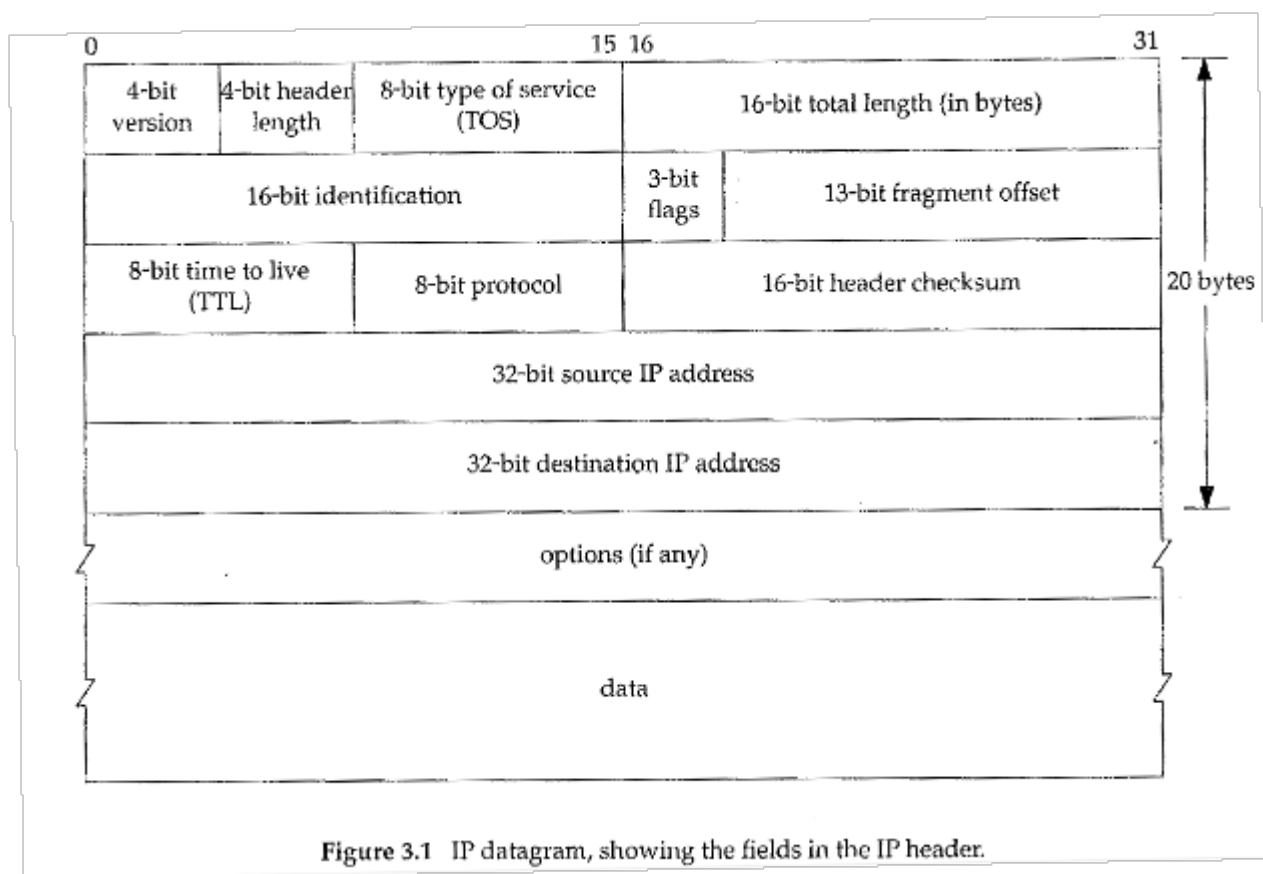 0 15 16 31
4-bit version
4-bit header length
8-bit type of service (TOS)
16-bit total length (in bytes)
16-bit identification
3-bit flags
13-bit fragment offset
8-bit time to live (TTL)
8-bit protocol
16-bit header checksum
20 bytes
32-bit source IP address
32-bit destination IP address
options (if any)
data
Figure 3.1 IP datagram, showing the fields in the IP header.